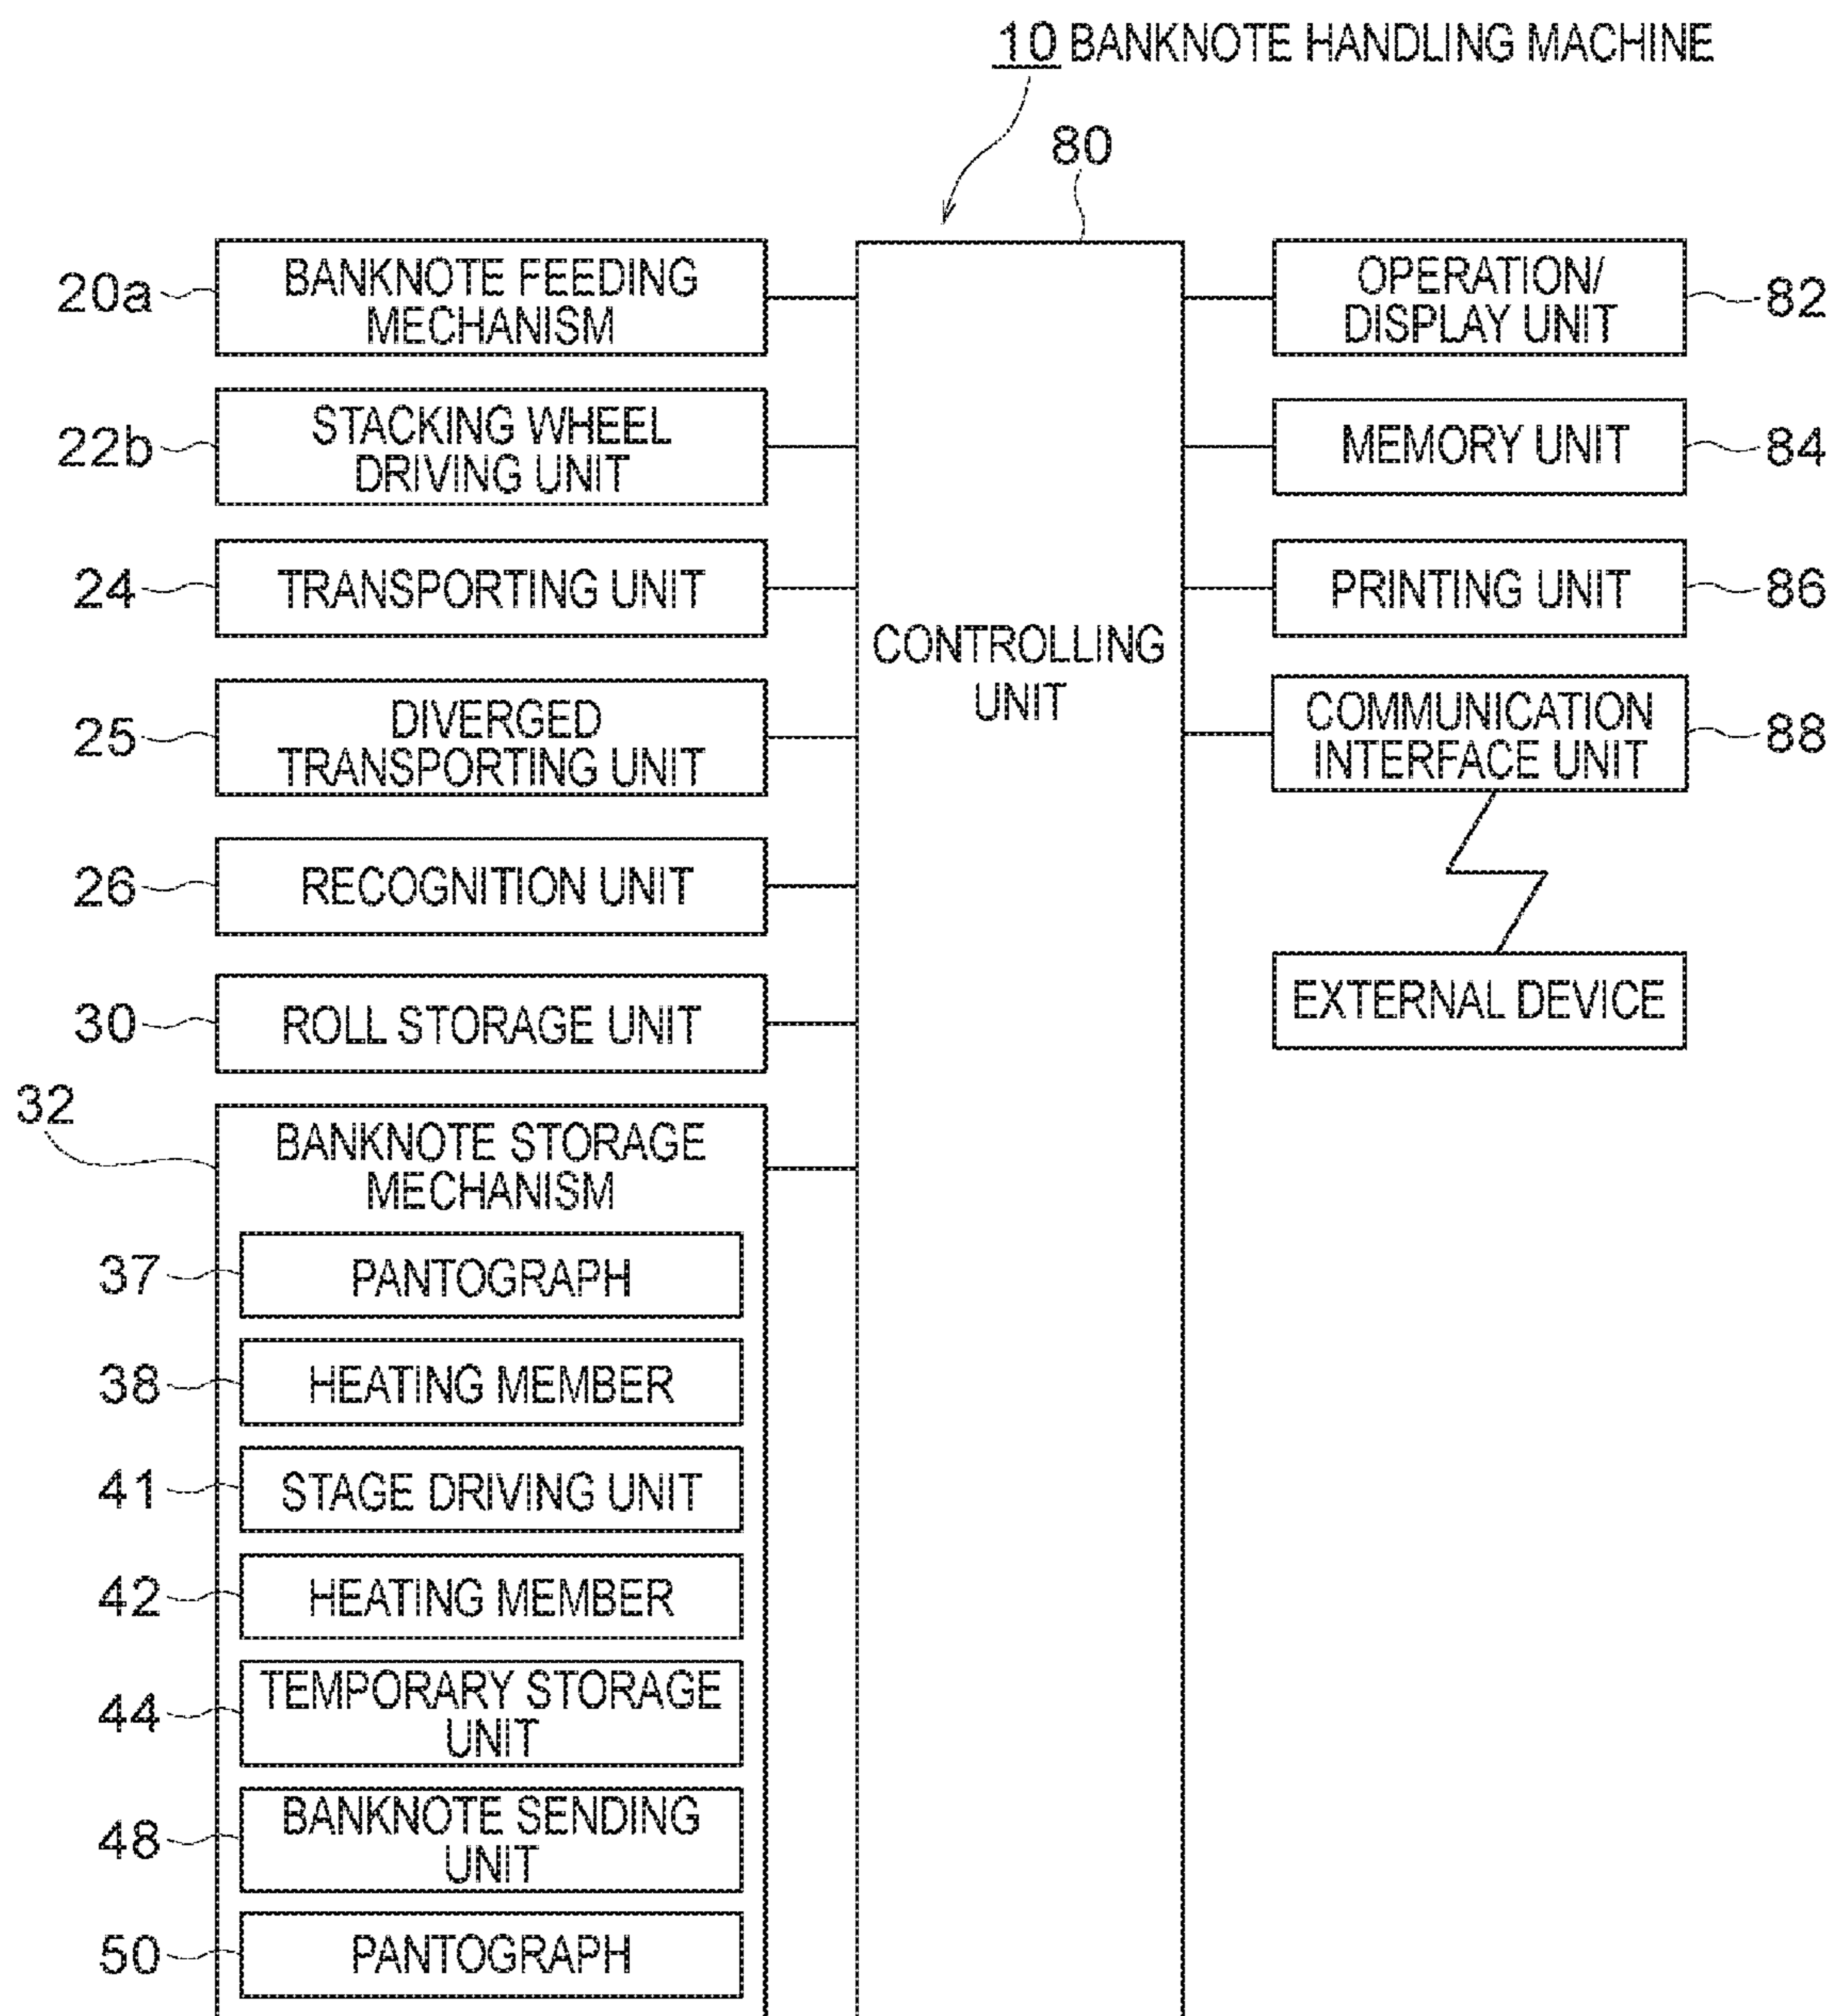 10 BANKNOTE HANDLING MACHINE
80
20a
BANKNOTE FEEDING
MECHANISM
22b
STACKING WHEEL
DRIVING UNIT
24
TRANSPORTING UNIT
25
DIVERGED
TRANSPORTING UNIT
26
RECOGNITION UNIT
30
ROLL STORAGE UNIT
32
BANKNOTE STORAGE
MECHANISM
37
PANTOGRAPH
38
HEATING MEMBER
41
STAGE DRIVING UNIT
42
HEATING MEMBER
44
TEMPORARY STORAGE
UNIT
48
BANKNOTE SENDING
UNIT
50
PANTOGRAPH
CONTROLLING
UNIT
OPERATION/
DISPLAY UNIT
82
MEMORY UNIT
84
PRINTING UNIT
86
COMMUNICATION
INTERFACE UNIT
88
EXTERNAL DEVICE